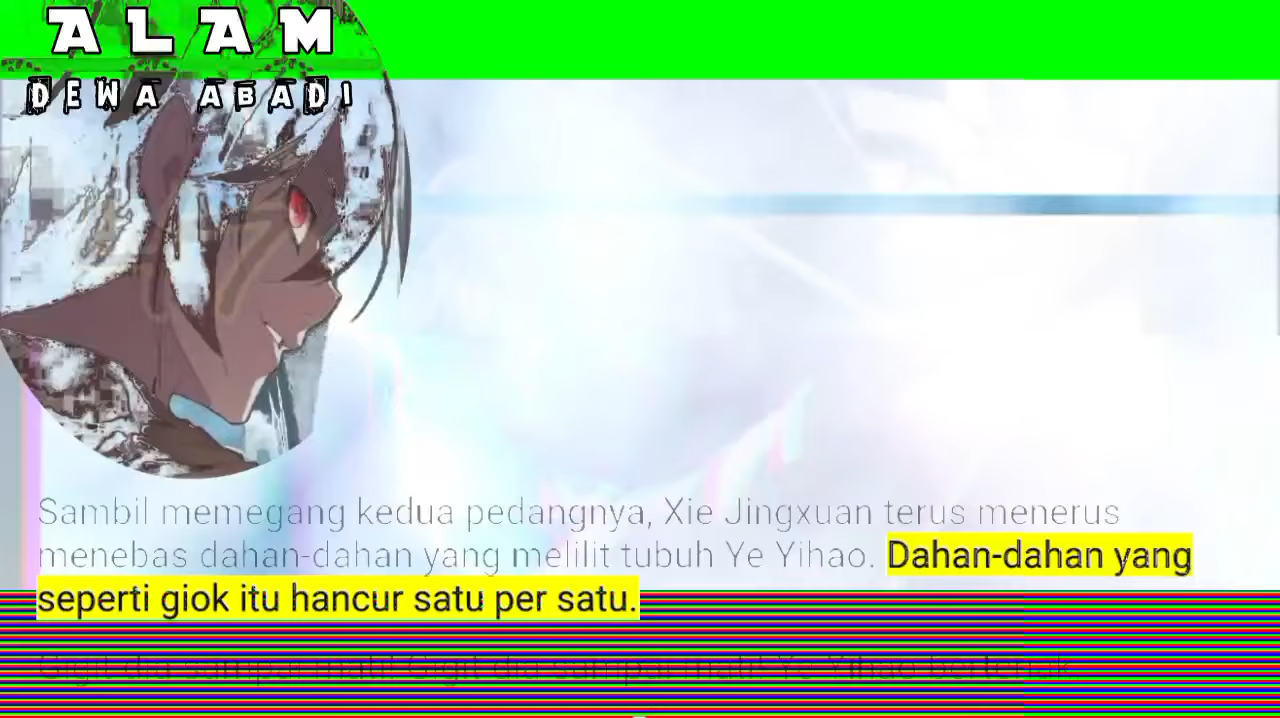 ALAM
DEWA ABADI
Sambil memegang kedua pedangnya, Xie Jingxuan terus menerus
menebas dahan-dahan yang melilit tubuh Ye Yihao. Dahan-dahan yang
seperti giok itu hancur satu per satu.
Gigit dia sampai mati! Gigit dia sampai mati! Ye Yihao berteriak.